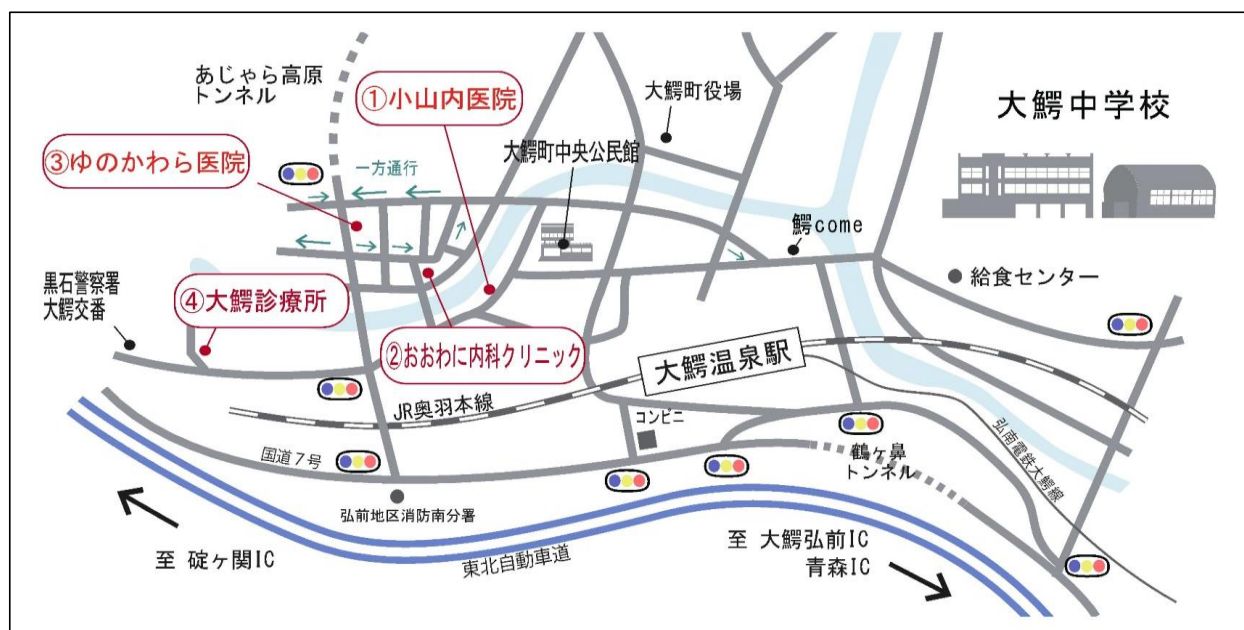 あじゃら高原
トンネル
①小山内医院
大鰐町役場
大鰐中学校
③ゆのかわら医院
一方通行
大鰐町中央公民館
鰐come
給食センター
黒石警察署
大鰐交番
④大鰐診療所
②おおわに内科クリニック
大鰐温泉駅
JR奥羽本線
コンビニ
国道7号
鶴ヶ鼻
トンネル
弘南電鉄大鰐線
弘前地区消防南分署
至 碇ヶ関IC
東北自動車道
至 大鰐弘前IC
青森IC